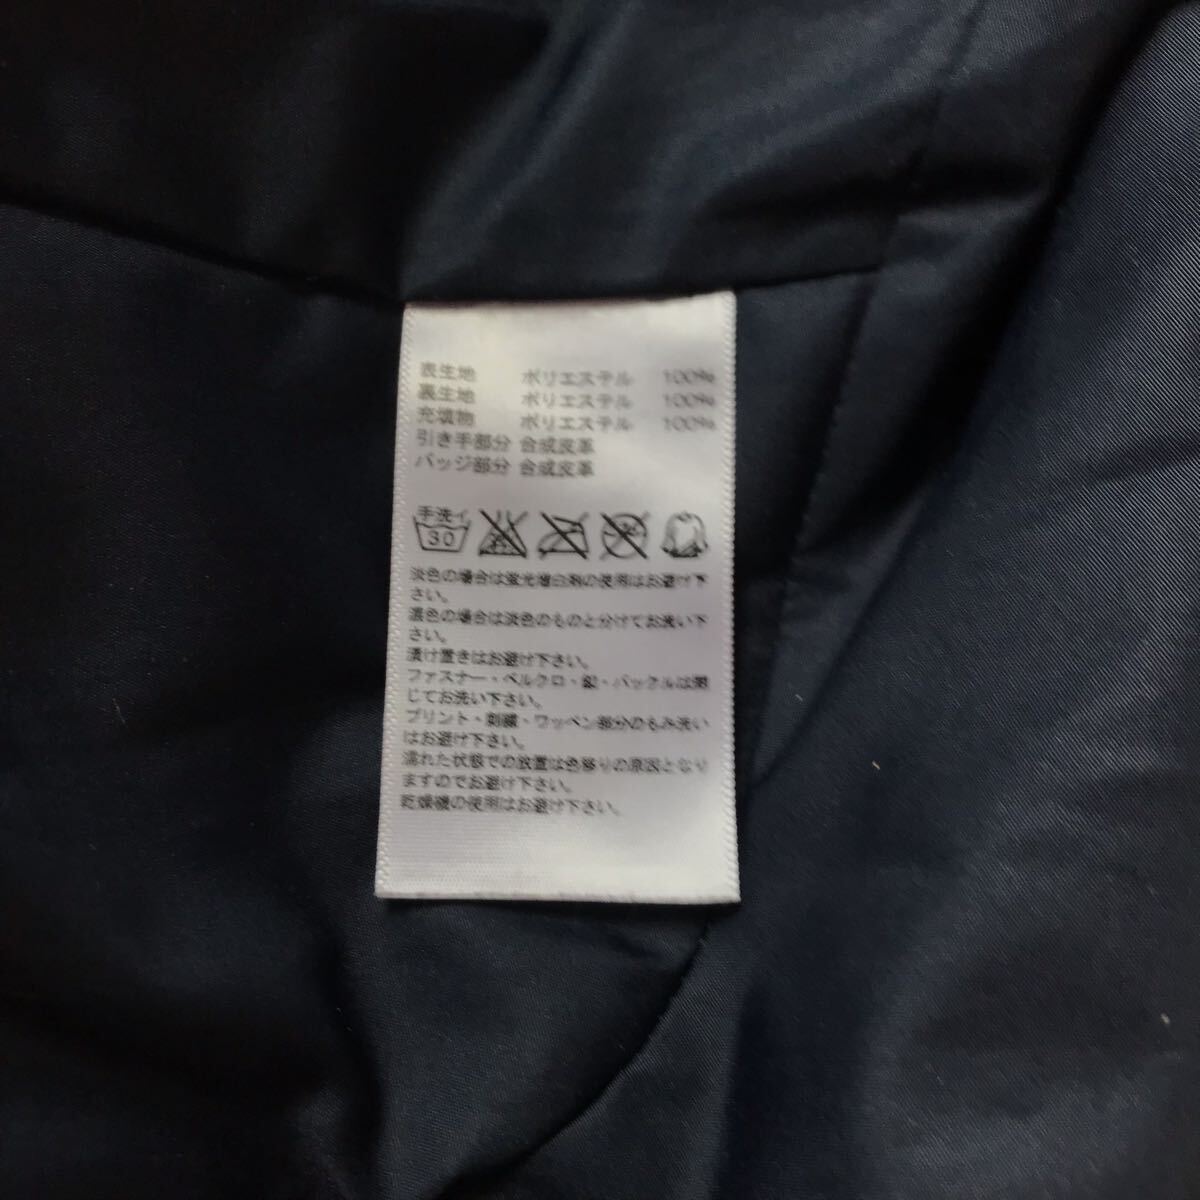 表生地 ポリエステル 100%
裏生地 ポリエステル 100%
充填物 ポリエステル 100%
引き手部分 合成皮革
バッジ部分 合成皮革
手洗イ
30
淡色の場合は蛍光増白剤の使用はお避け下
さい。
濃色の場合は淡色のものと分けてお洗い下
さい。
漬け置きはお避け下さい。
ファスナー・ベルクロ・釦・バックルは閉
じてお洗い下さい。
プリント・刺繍・ワッペン部分のもみ洗い
はお避け下さい。
濡れた状態での放置は色移りの原因となり
ますのでお避け下さい。
乾燥機の使用はお避け下さい。